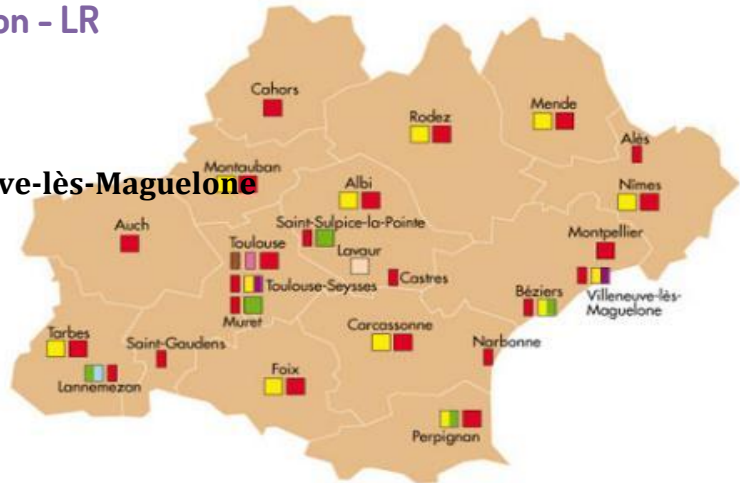 on - LR
Cahors
Rodez
Mende
Alès
Montauban
ve-lès-Maguelone
Albi
Nîmes
Auch
Saint-Sulpice-la-Pointe
Toulouse
Lavaur
Montpellier
Toulouse-Seysses
Castres
Béziers
Villeneuve-lès-
Maguelone
Muret
Tarbes
Saint-Gaudens
Carcassonne
Narbonne
Lannemezan
Foix
Perpignan